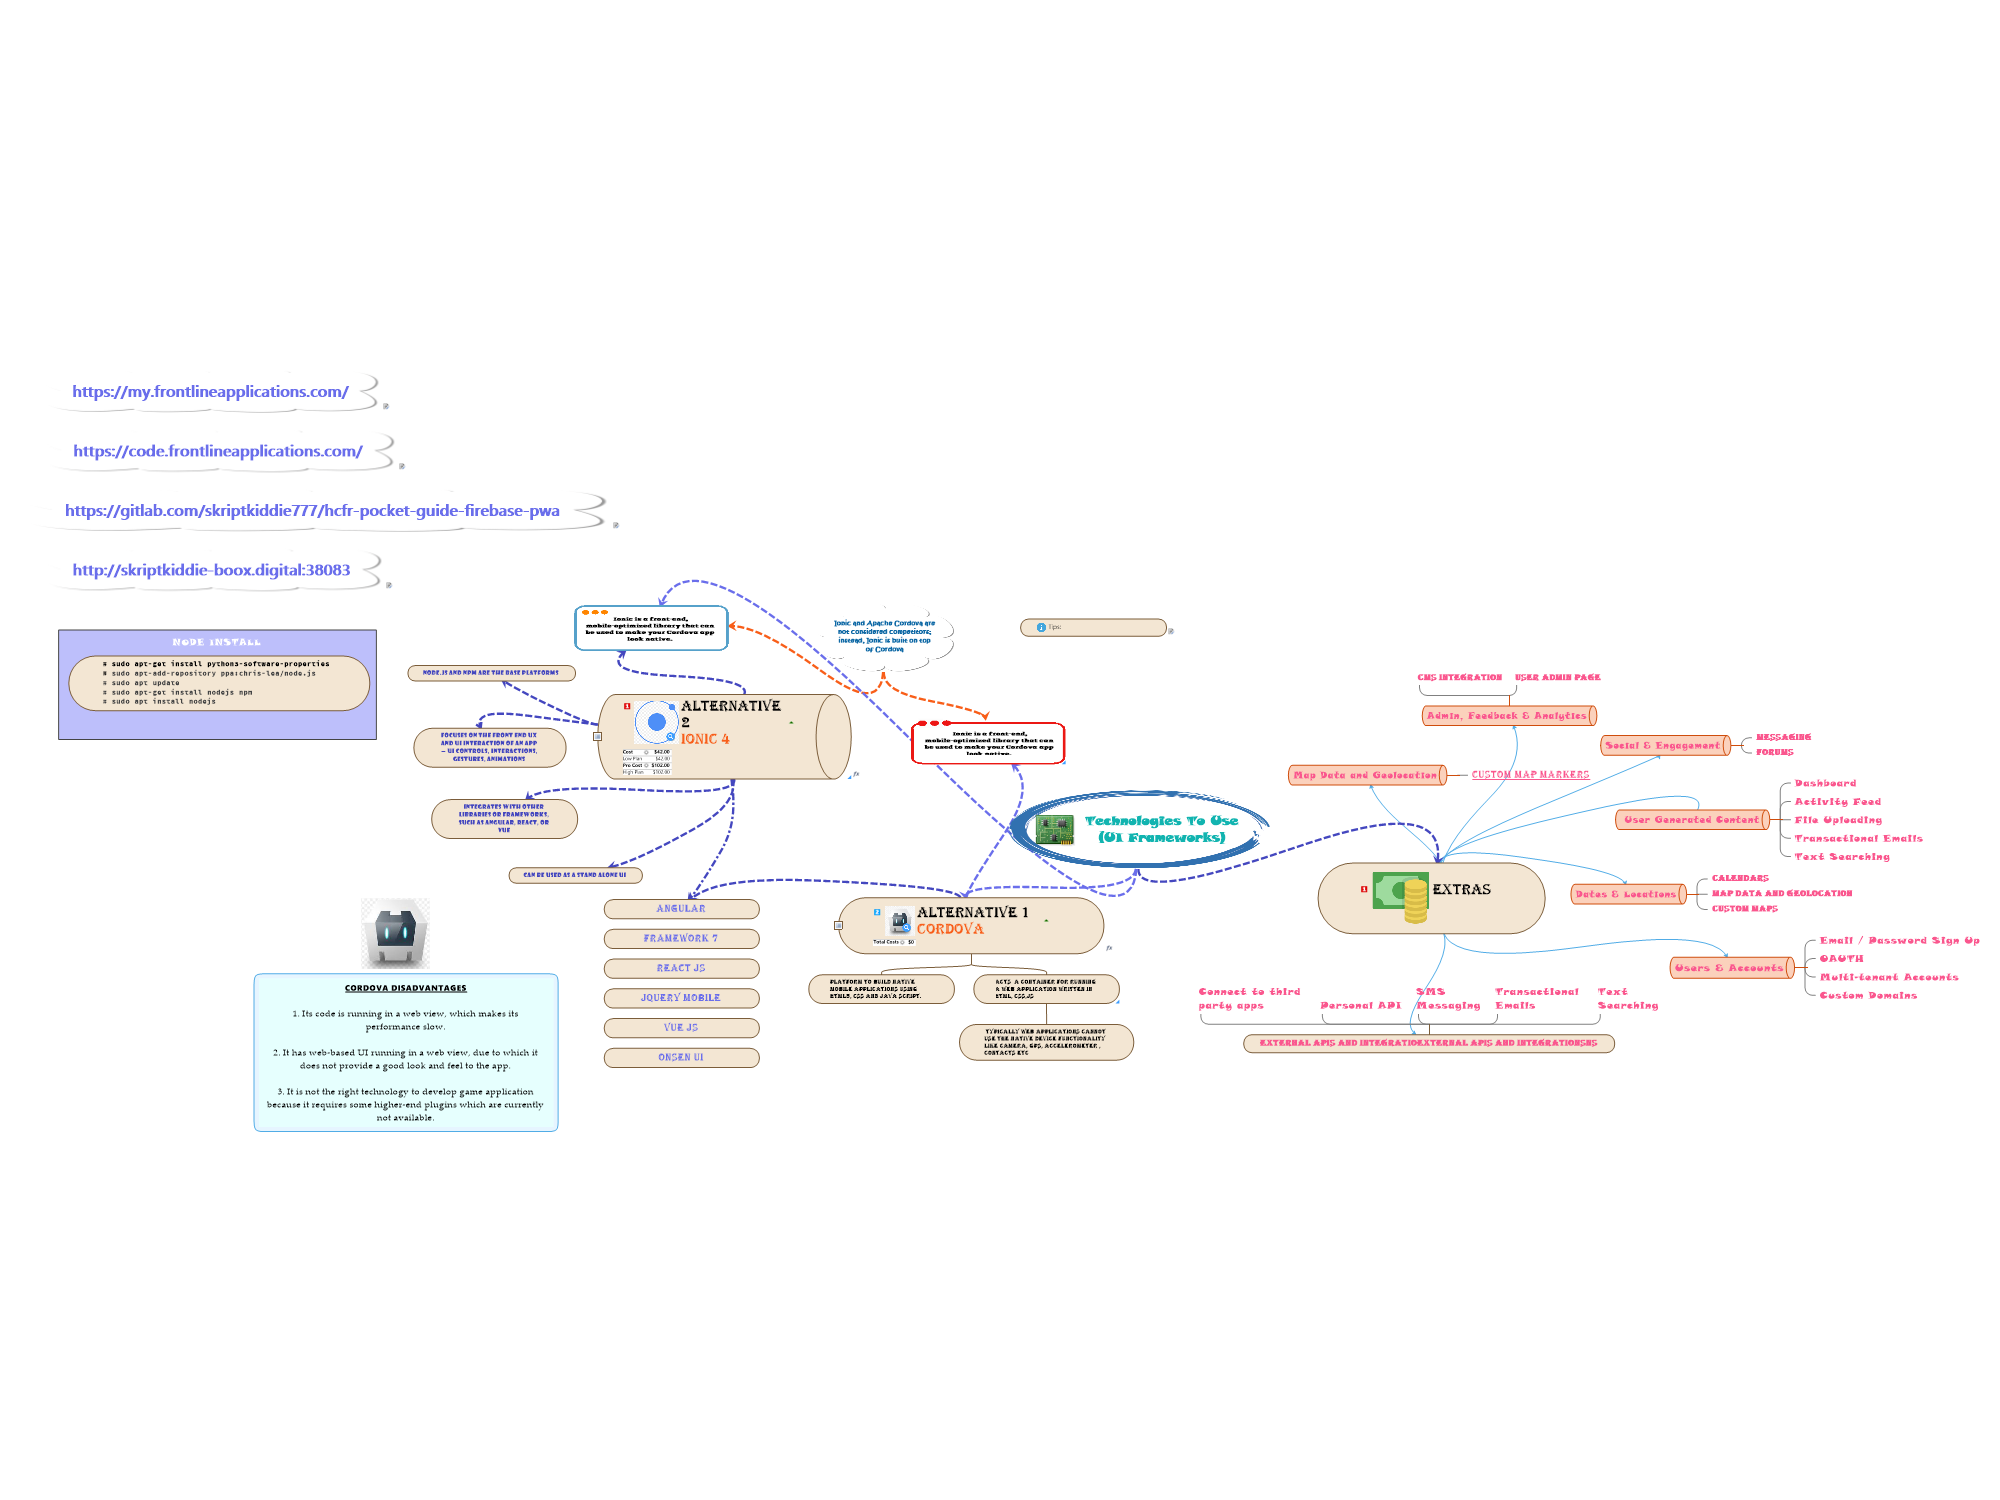 https://my.frontlineapplications.com/
https://code.frontlineapplications.com/
https://gitlab.com/skriptkiddie777/hcfr-pocket-guide-firebase-pwa
http://skriptkiddie-boox.digital:38083
NODE INSTALL
# sudo apt-get install python3-software-properties
# sudo apt-add-repository ppa:chris-lea/node.js
# sudo apt update
# sudo apt-get install nodejs npm
# sudo apt install nodejs
Ionic is a front-end,
mobile-optimized library that can
be used to make your Cordova app
look native.
Ionic and Apache Cordova are
not considered competitors;
instead, Ionic is built on top
of Cordova
Tips:
NODE.JS AND NPM ARE THE BASE PLATFORMS
FOCUSES ON THE FRONT END UX
AND UI INTERACTION OF AN APP
— UI CONTROLS, INTERACTIONS,
GESTURES, ANIMATIONS
INTEGRATES WITH OTHER
LIBRARIES OR FRAMEWORKS,
SUCH AS ANGULAR, REACT, OR
VUE
CAN BE USED AS A STAND ALONE UI
1
ALTERNATIVE
2
IONIC 4
Cost $42.00
Low Plan $42.00
Pro Cost $102.00
High Plan $102.00
fx
Ionic is a front-end,
mobile-optimized library that can
be used to make your Cordova app
look native.
Technologies To Use
(UI Frameworks)
ANGULAR
FRAMEWORK 7
REACT JS
JQUERY MOBILE
VUE JS
ONSEN UI
2
ALTERNATIVE 1
CORDOVA
Total Costs $0
fx
PLATFORM TO BUILD NATIVE
MOBILE APPLICATIONS USING
HTML5, CSS AND JAVA SCRIPT.
ACTS A CONTAINER FOR RUNNING
A WEB APPLICATION WRITTEN IN
HTML, CSS,JS
TYPICALLY WEB APPLICATIONS CANNOT
USE THE NATIVE DEVICE FUNCTIONALITY
LIKE CAMERA, GPS, ACCELEROMETER ,
CONTACTS ETC
CORDOVA DISADVANTAGES
1. Its code is running in a web view, which makes its
performance slow.
2. It has web-based UI running in a web view, due to which it
does not provide a good look and feel to the app.
3. It is not the right technology to develop game application
because it requires some higher-end plugins which are currently
not available.
1
EXTRAS
CMS INTEGRATION
USER ADMIN PAGE
Admin, Feedback & Analytics
Social & Engagement
MESSAGING
FORUMS
Map Data and Geolocation
CUSTOM MAP MARKERS
User Generated Content
Dashboard
Activity Feed
File Uploading
Transactional Emails
Text Searching
Dates & Locations
CALENDARS
MAP DATA AND GEOLOCATION
CUSTOM MAPS
Users & Accounts
Email / Password Sign Up
OAUTH
Multi-tenant Accounts
Custom Domains
Connect to third
party apps
Personal API
SMS
Messaging
Transactional
Emails
Text
Searching
EXTERNAL APIS AND INTEGRATIOEXTERNAL APIS AND INTEGRATIONSNS